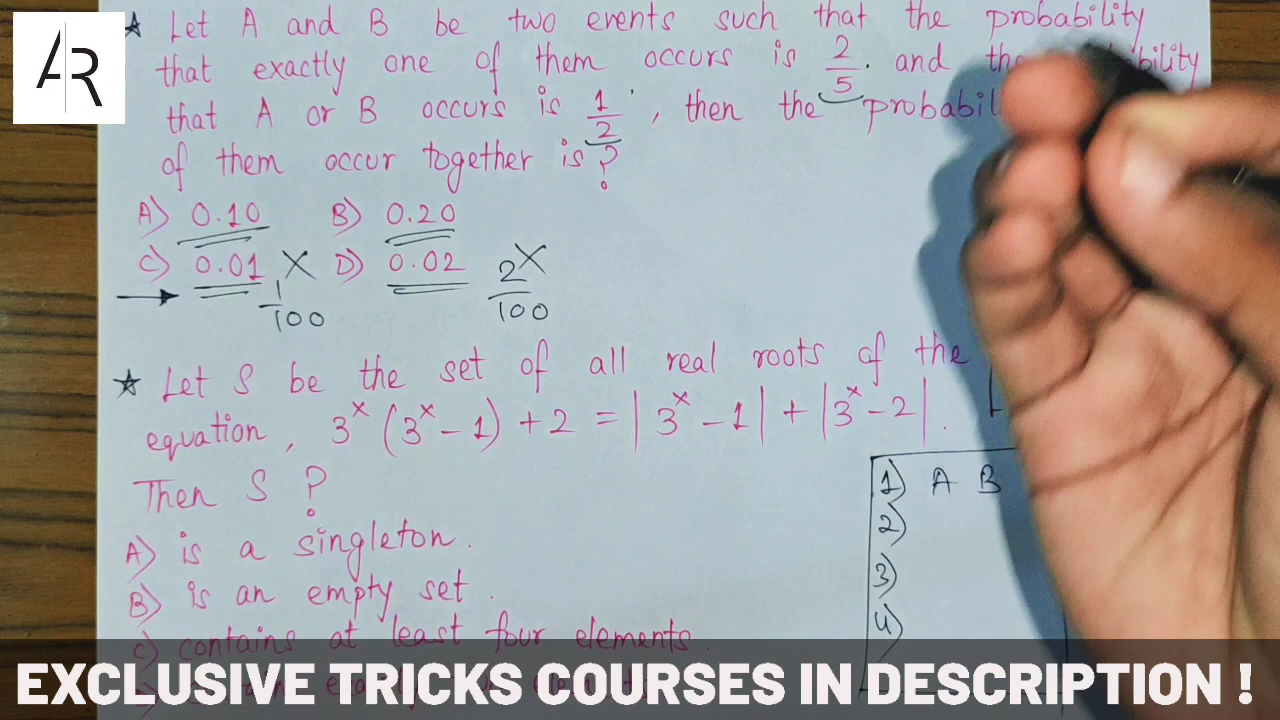 AR
★ Let A and B be two events such that the probability
that exactly one of them occurs is 2/5 and the bility
that A or B occurs is 1/2, then the probabil
of them occur together is ?
A) 0.10 B) 0.20
C) 0.01 X D) 0.02 X
→ 1/100 2/100
★ Let S be the set of all real roots of the
equation, 3^x (3^x - 1) + 2 = |3^x - 1| + |3^x - 2|.
Then S ?
1) A B
2)
A) is a singleton.
3)
B) is an empty set.
4)
C) contains at least four elements.
EXCLUSIVE TRICKS COURSES IN DESCRIPTION !